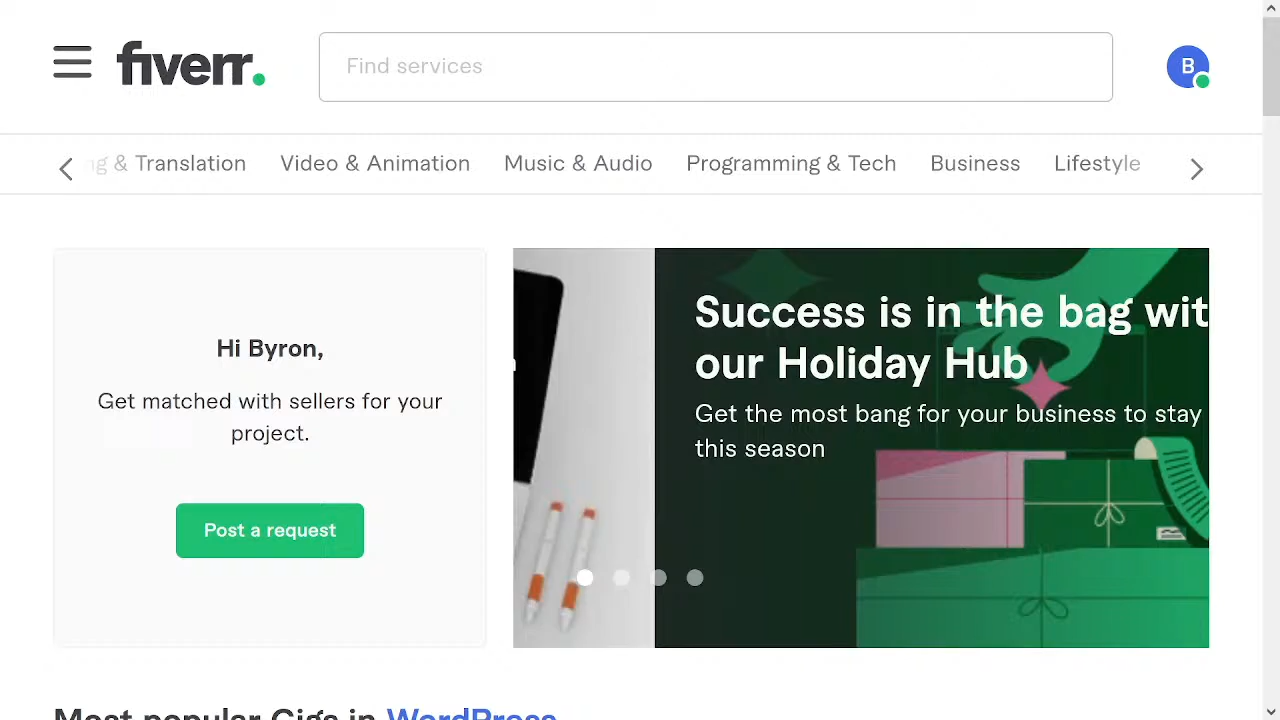 fiverr.
Find services
B
& Translation
Video & Animation
Music & Audio
Programming & Tech
Business
Lifestyle
Hi Byron,
Get matched with sellers for your
project.
Post a request
Success is in the bag wit
our Holiday Hub
Get the most bang for your business to stay
this season
Most popular Gigs in WordPress